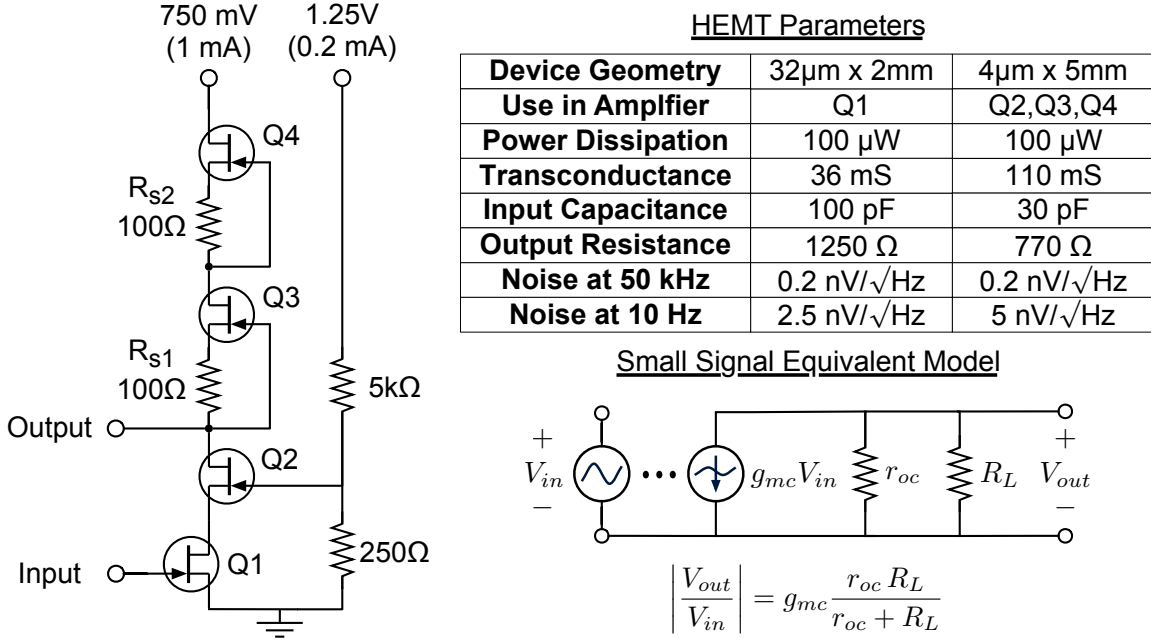 750 mV
(1 mA)
1.25V
(0.2 mA)
Q4
Rs2
100Ω
Q3
Rs1
100Ω
5kΩ
Output
Q2
250Ω
Q1
Input
HEMT Parameters
Device Geometry 32µm x 2mm 4µm x 5mm
Use in Amplfier Q1 Q2,Q3,Q4
Power Dissipation 100 µW 100 µW
Transconductance 36 mS 110 mS
Input Capacitance 100 pF 30 pF
Output Resistance 1250 Ω 770 Ω
Noise at 50 kHz 0.2 nV/√Hz 0.2 nV/√Hz
Noise at 10 Hz 2.5 nV/√Hz 5 nV/√Hz
Small Signal Equivalent Model
+ +
Vin gmcVin roc RL Vout
− −
|Vout/Vin| = gmc roc RL/(roc + RL)